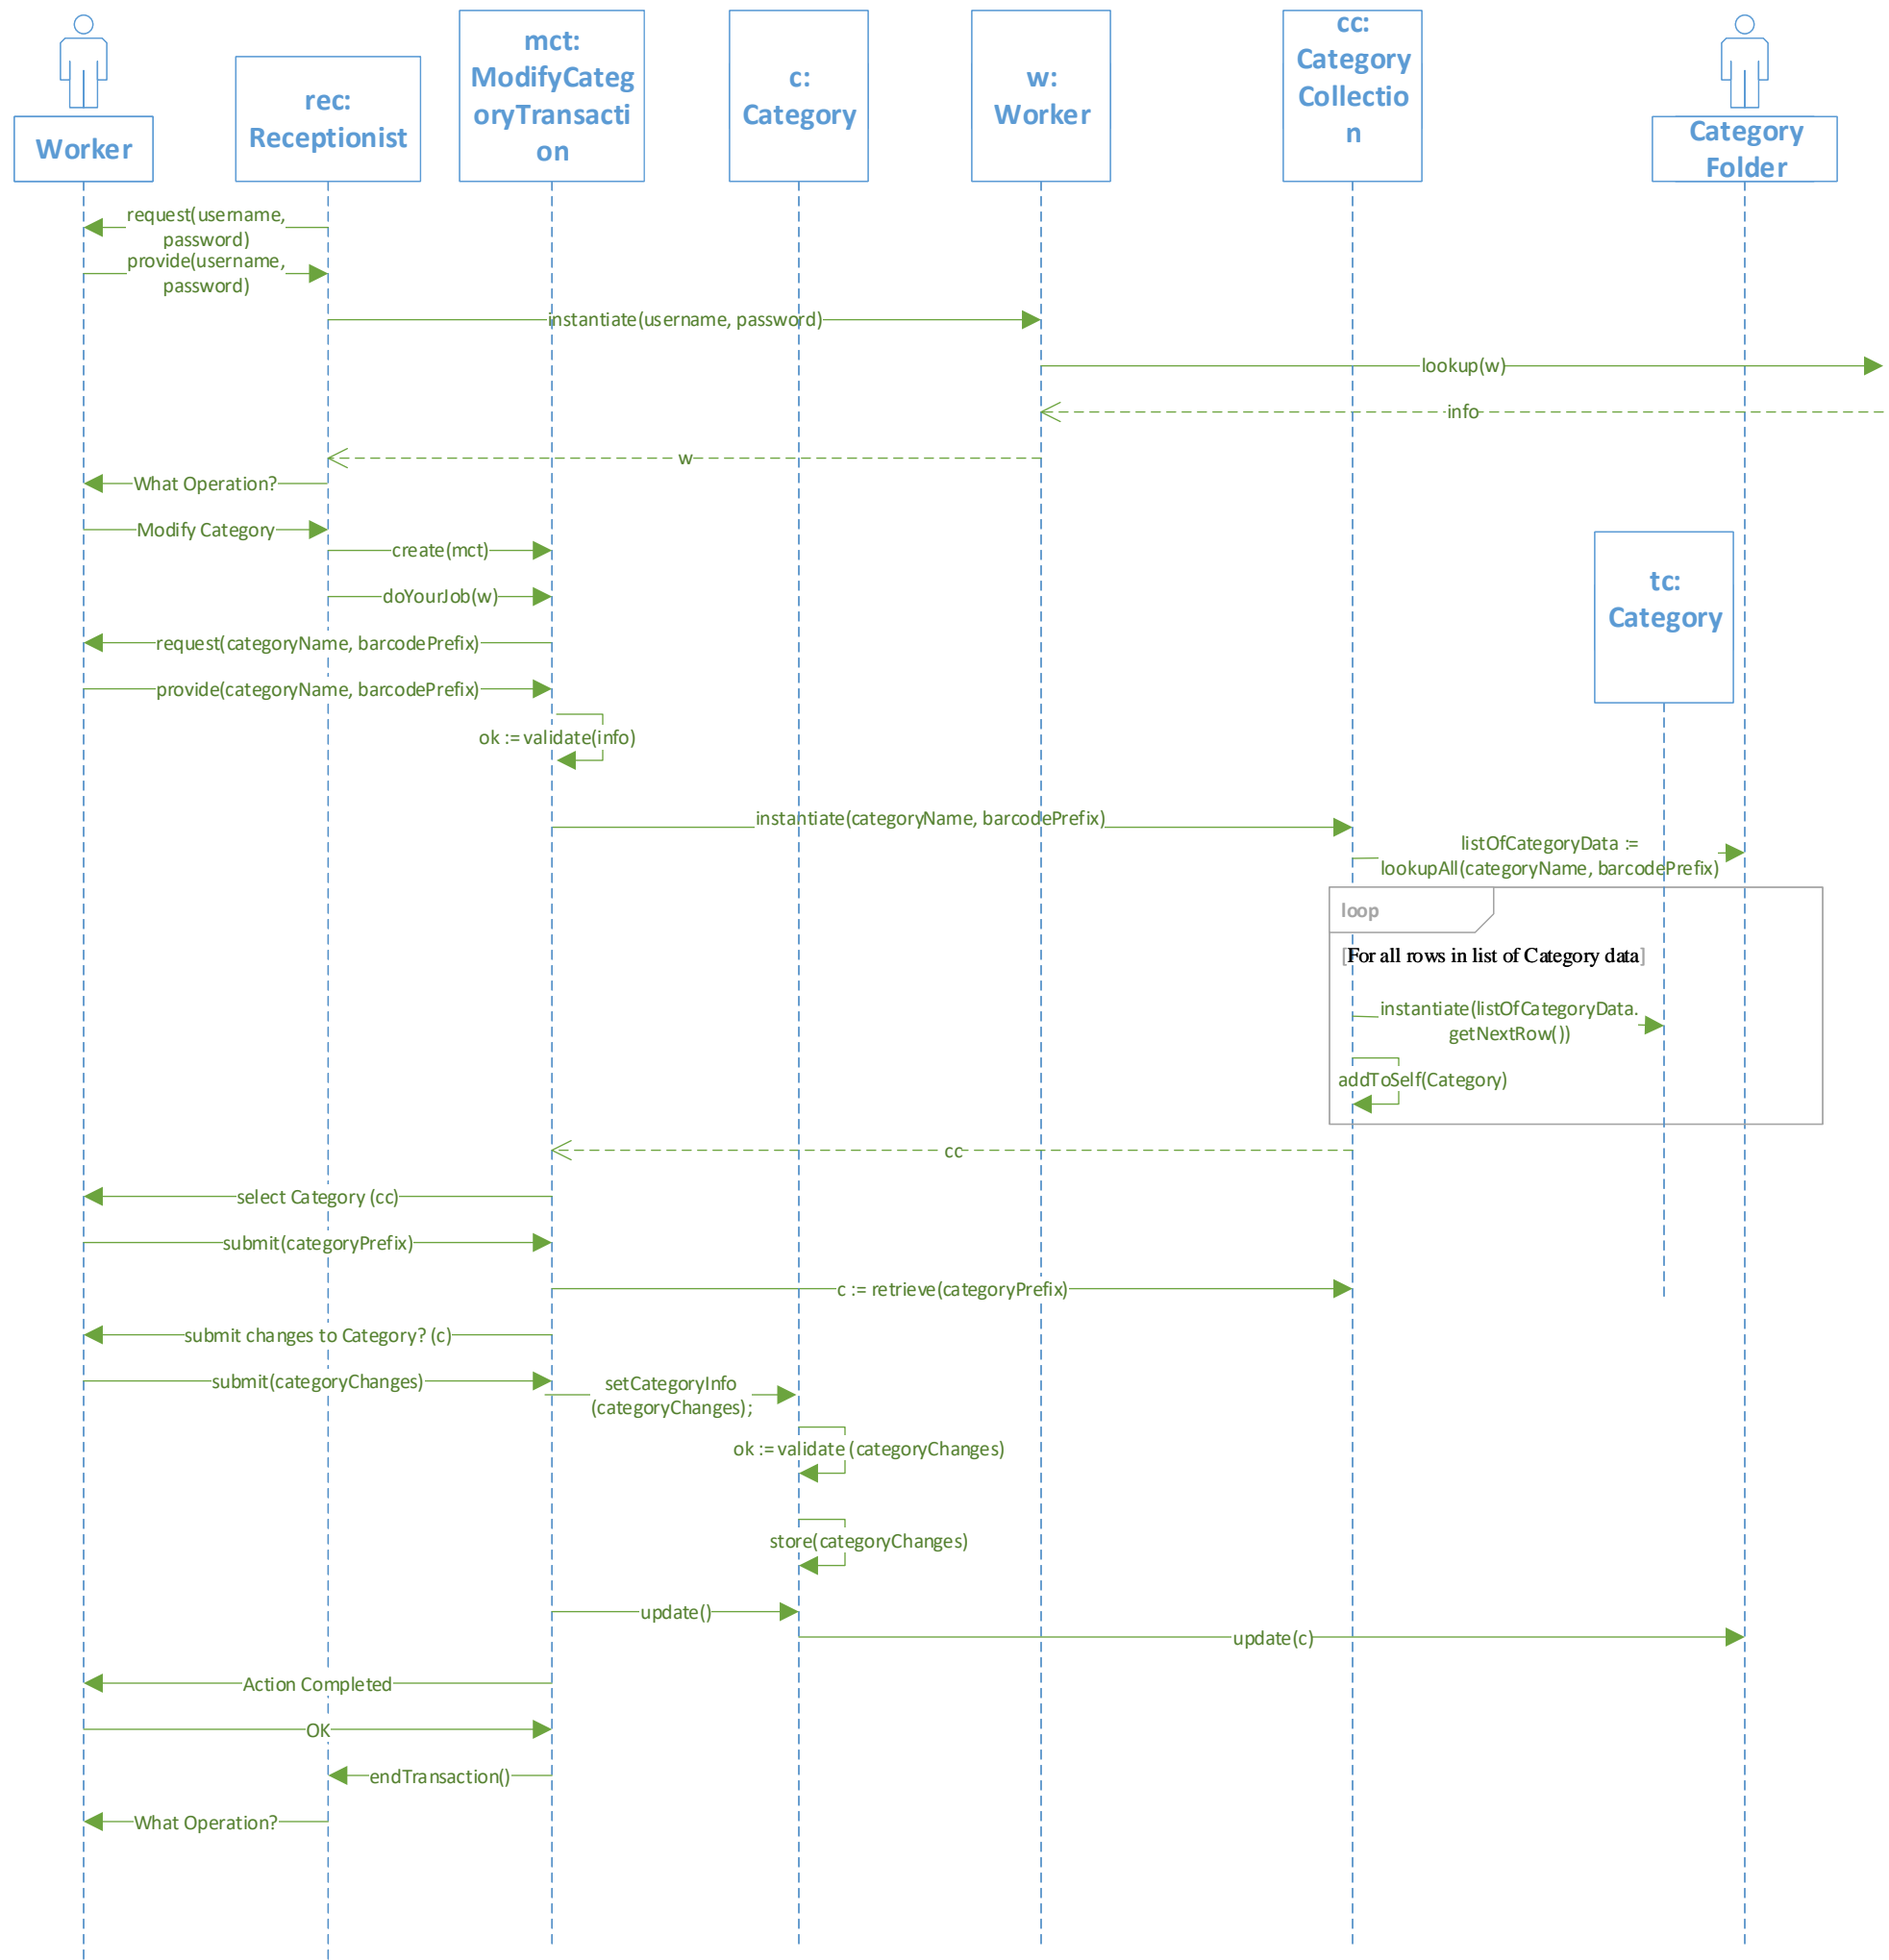 Worker
rec:
Receptionist
mct:
ModifyCateg
oryTransacti
on
c:
Category
w:
Worker
cc:
Category
Collectio
n
Category
Folder
request(username,
password)
provide(username,
password)
instantiate(username, password)
lookup(w)
info
w
What Operation?
Modify Category
create(mct)
doYourJob(w)
tc:
Category
request(categoryName, barcodePrefix)
provide(categoryName, barcodePrefix)
ok := validate(info)
instantiate(categoryName, barcodePrefix)
listOfCategoryData :=
lookupAll(categoryName, barcodePrefix)
loop
[For all rows in list of Category data]
instantiate(listOfCategoryData.
getNextRow())
addToSelf(Category)
cc
select Category (cc)
submit(categoryPrefix)
c := retrieve(categoryPrefix)
submit changes to Category? (c)
submit(categoryChanges)
setCategoryInfo
(categoryChanges);
ok := validate (categoryChanges)
store(categoryChanges)
update()
update(c)
Action Completed
OK
endTransaction()
What Operation?